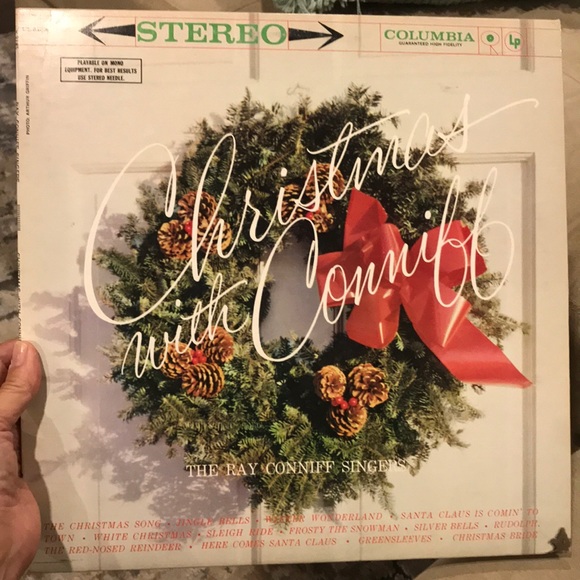 STEREO
COLUMBIA
GUARANTEED HIGH FIDELITY
Lp
PLAYABLE ON MONO
EQUIPMENT. FOR BEST RESULTS
USE STEREO NEEDLE.
Christmas
with Conniff
THE RAY CONNIFF SINGERS
THE CHRISTMAS SONG • JINGLE BELLS • WINTER WONDERLAND • SANTA CLAUS IS COMIN' TO
TOWN • WHITE CHRISTMAS • SLEIGH RIDE • FROSTY THE SNOWMAN • SILVER BELLS • RUDOLPH,
THE RED-NOSED REINDEER • HERE COMES SANTA CLAUS • GREENSLEEVES • CHRISTMAS BRIDE